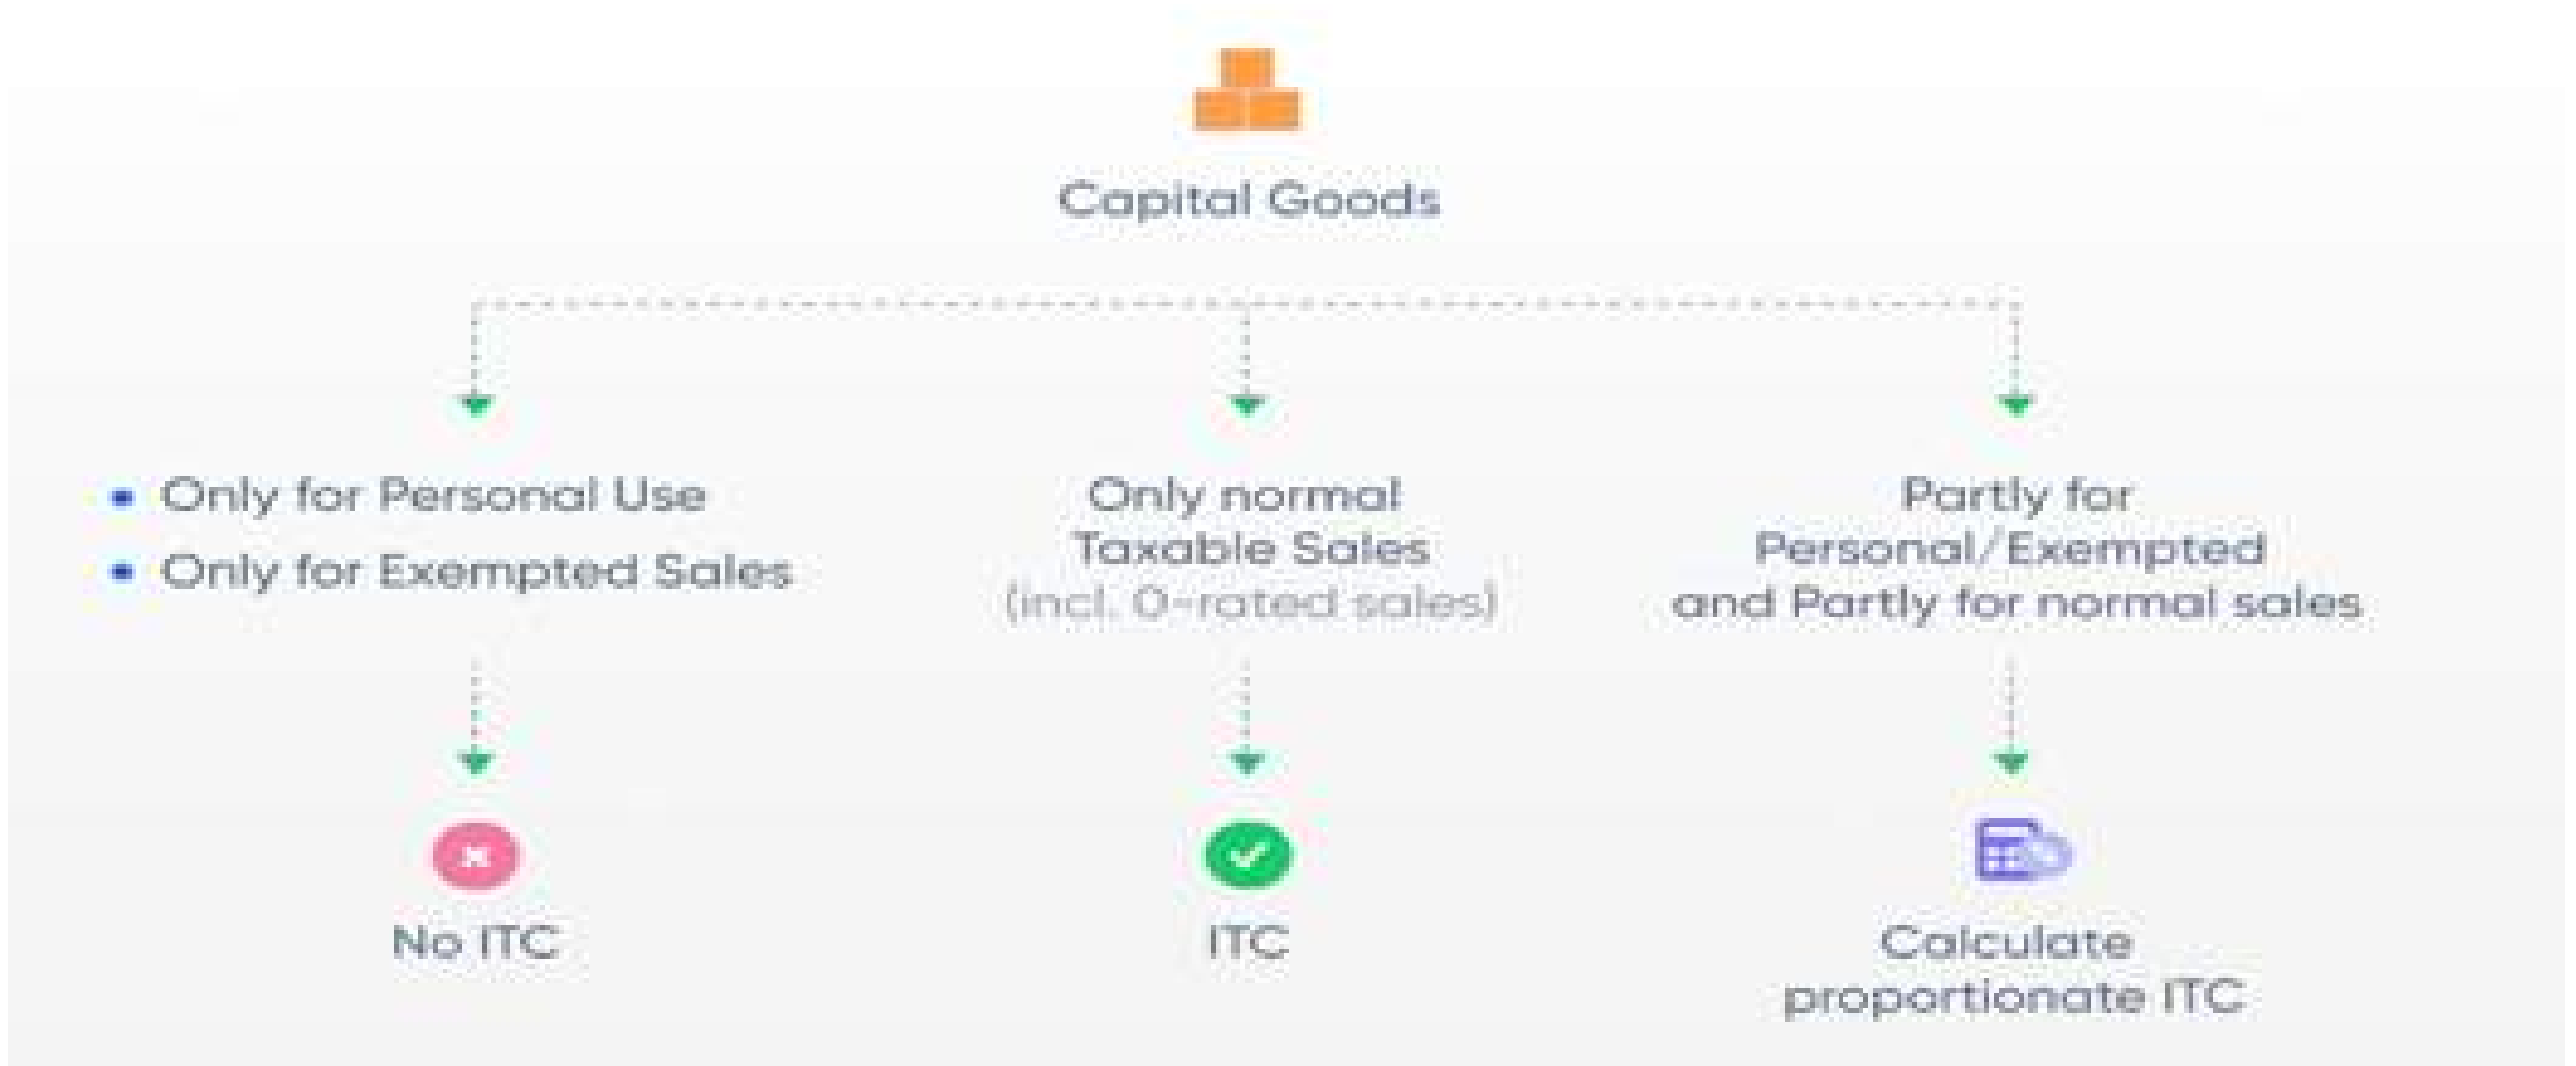 Capital Goods
Only for Personal Use
Only for Exempted Sales
Only normal
Taxable Sales
(incl. 0-rated sales)
Partly for
Personal/Exempted
and Partly for normal sales
No ITC
ITC
Calculate
proportionate ITC